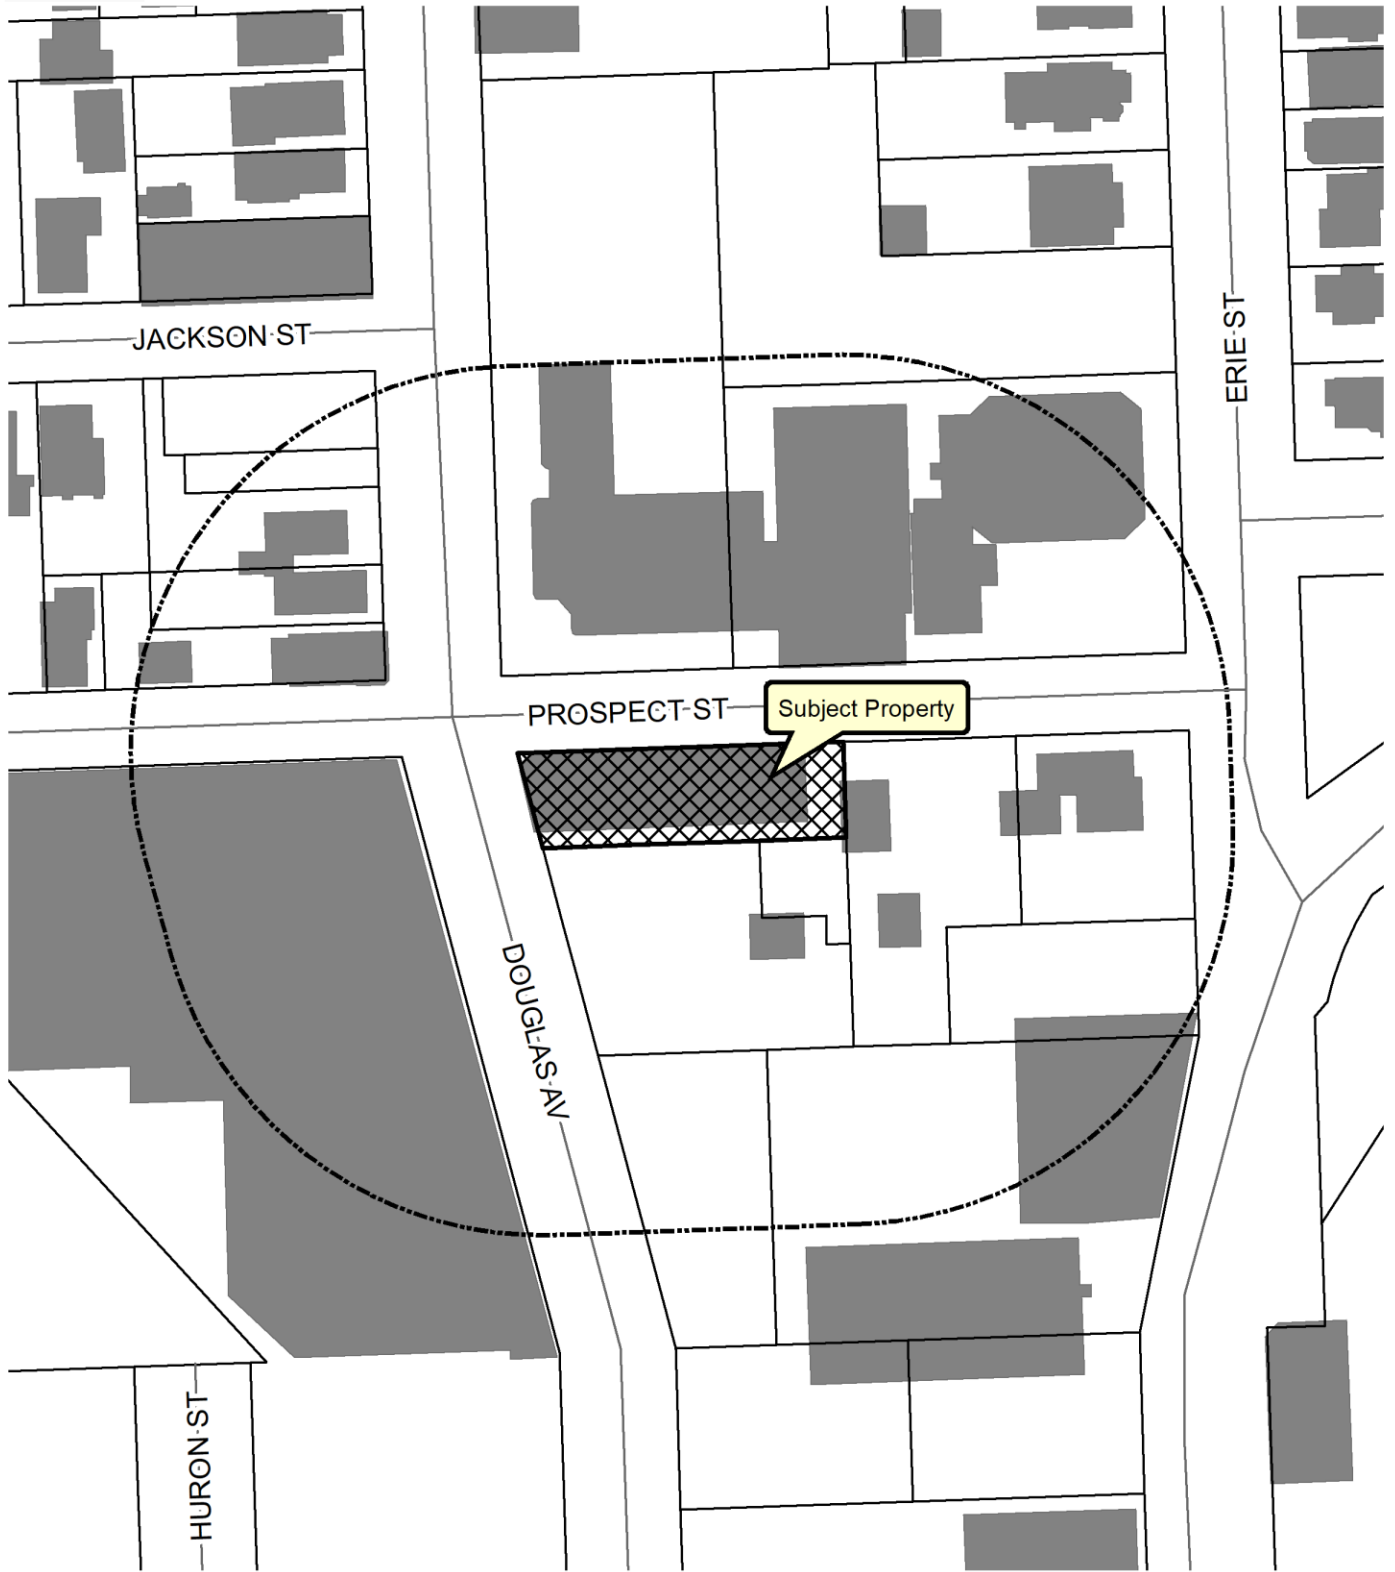 JACKSON ST
ERIE ST
PROSPECT ST
Subject Property
DOUGLAS AV
HURON ST